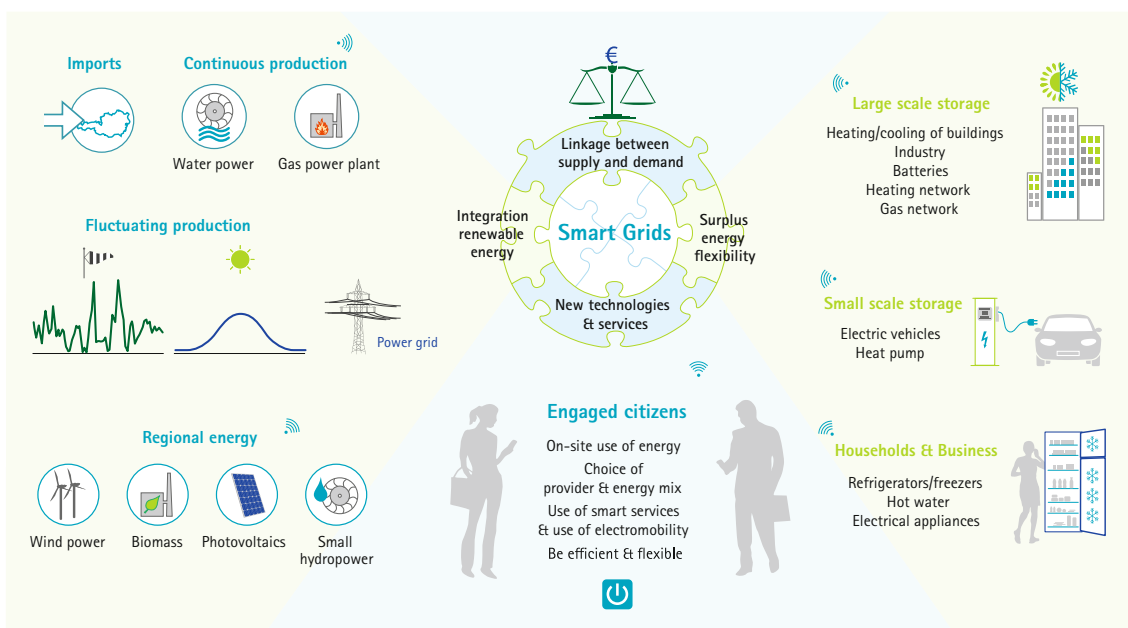 Imports
Continuous production
Water power
Gas power plant
Fluctuating production
Power grid
Regional energy
Wind power
Biomass
Photovoltaics
Small
hydropower
€
Linkage between
supply and demand
Integration
renewable
energy
Smart Grids
Surplus
energy
flexibility
New technologies
& services
Engaged citizens
On-site use of energy
Choice of
provider & energy mix
Use of smart services
& use of electromobility
Be efficient & flexible
Large scale storage
Heating/cooling of buildings
Industry
Batteries
Heating network
Gas network
Small scale storage
Electric vehicles
Heat pump
Households & Business
Refrigerators/freezers
Hot water
Electrical appliances